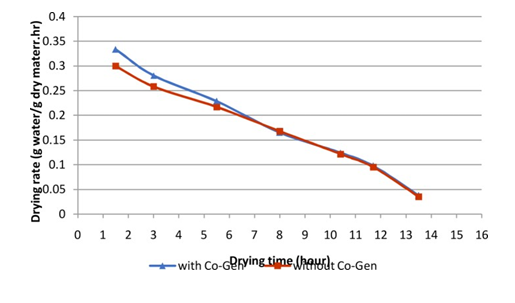 0.4
0.35
0.3
0.25
0.2
0.15
0.1
0.05
0
Drying rate (g water/g dry materr.hr)
0 1 2 3 4 5 6 7 8 9 10 11 12 13 14 15 16
Drying time (hour)
with Co-Gen without Co-Gen